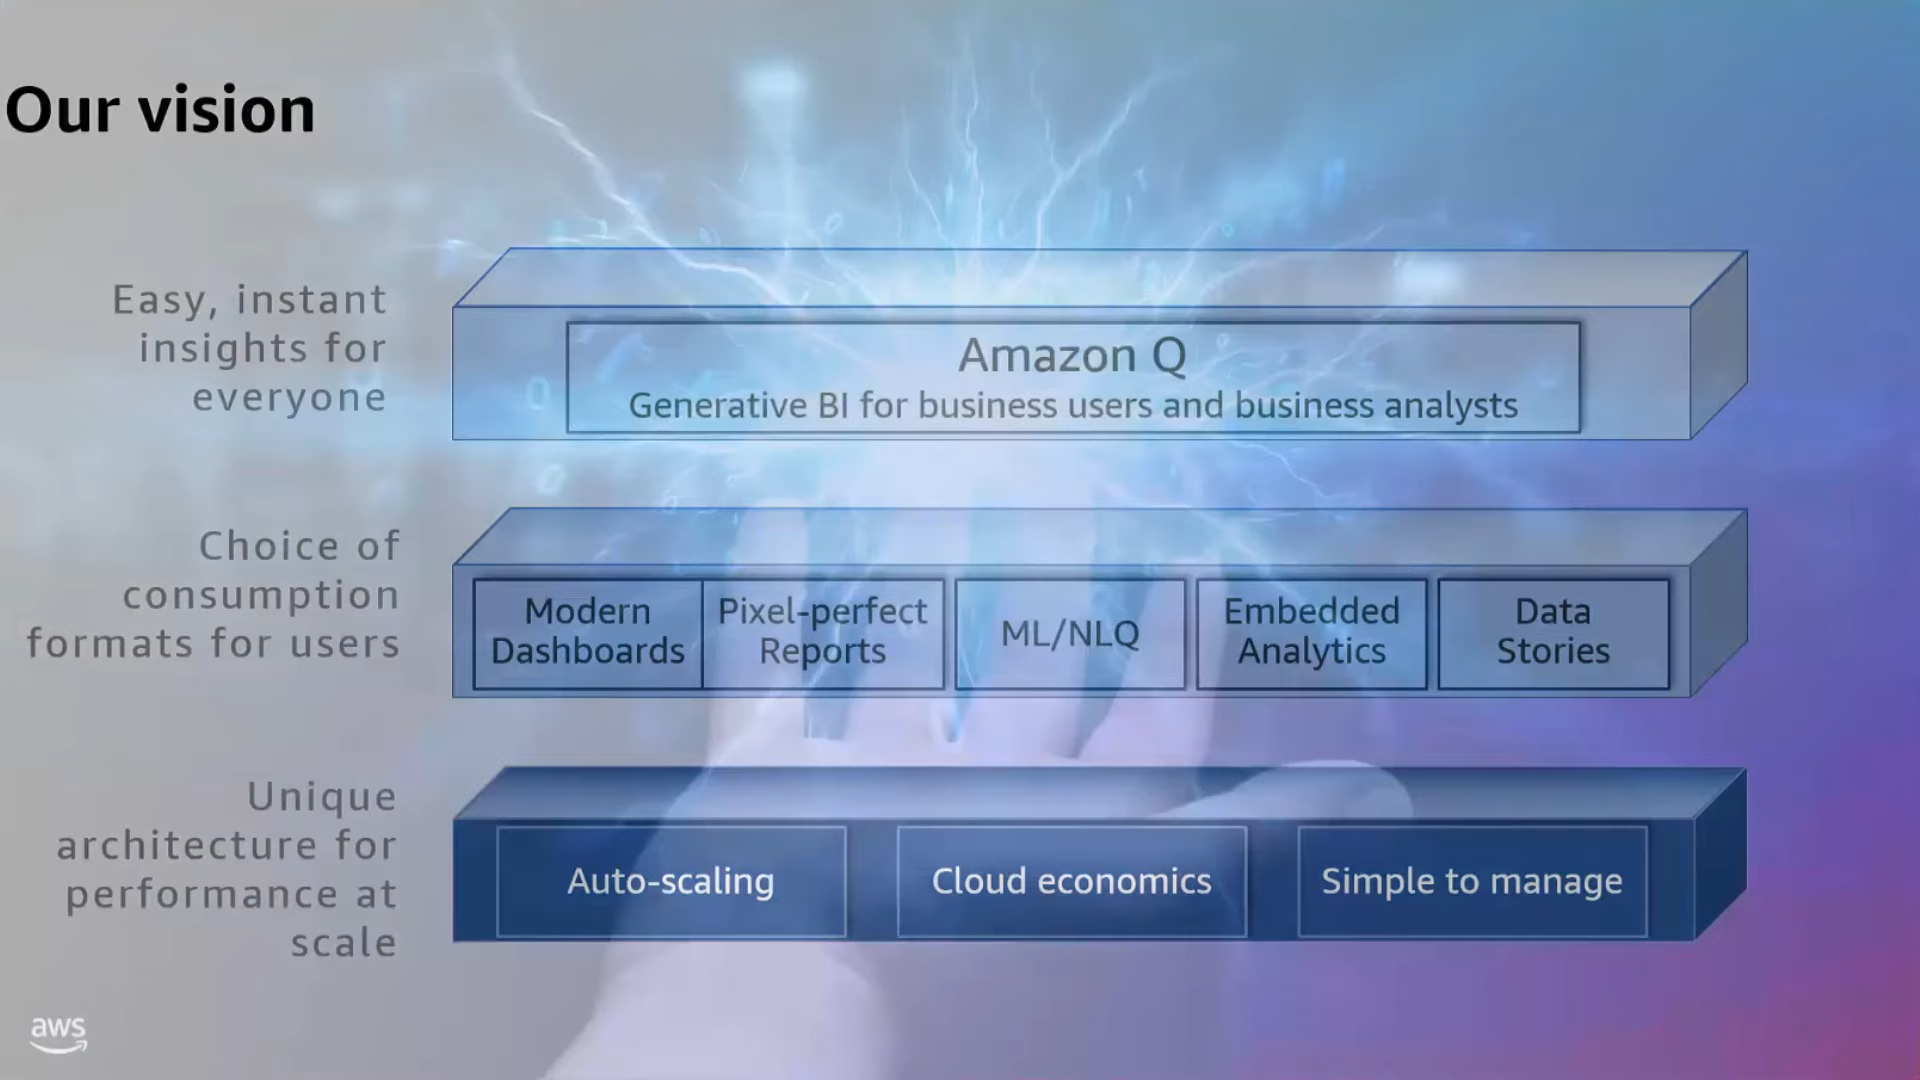 Our vision
Easy, instant
insights for
everyone
Amazon Q
Generative BI for business users and business analysts
Choice of
consumption
formats for users
Modern
Dashboards
Pixel-perfect
Reports
ML/NLQ
Embedded
Analytics
Data
Stories
Unique
architecture for
performance at
scale
Auto-scaling
Cloud economics
Simple to manage
aws